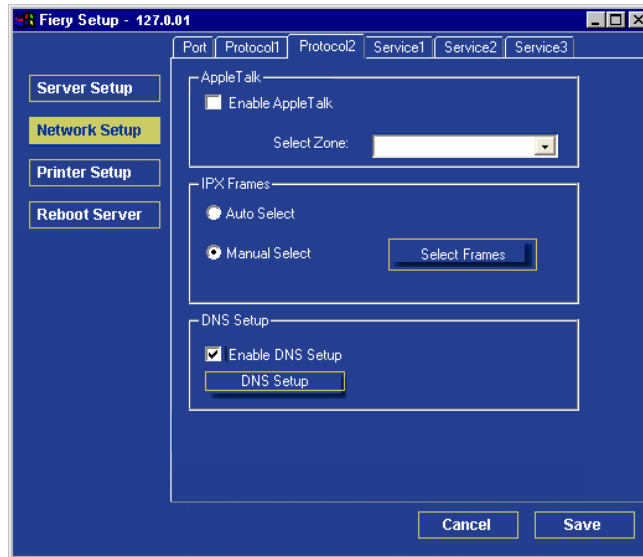 Fiery Setup - 127.0.01
Port Protocol1 Protocol2 Service1 Service2 Service3
Server Setup
Network Setup
Printer Setup
Reboot Server
AppleTalk
Enable AppleTalk
Select Zone:
IPX Frames
Auto Select
Manual Select
Select Frames
DNS Setup
Enable DNS Setup
DNS Setup
Cancel
Save